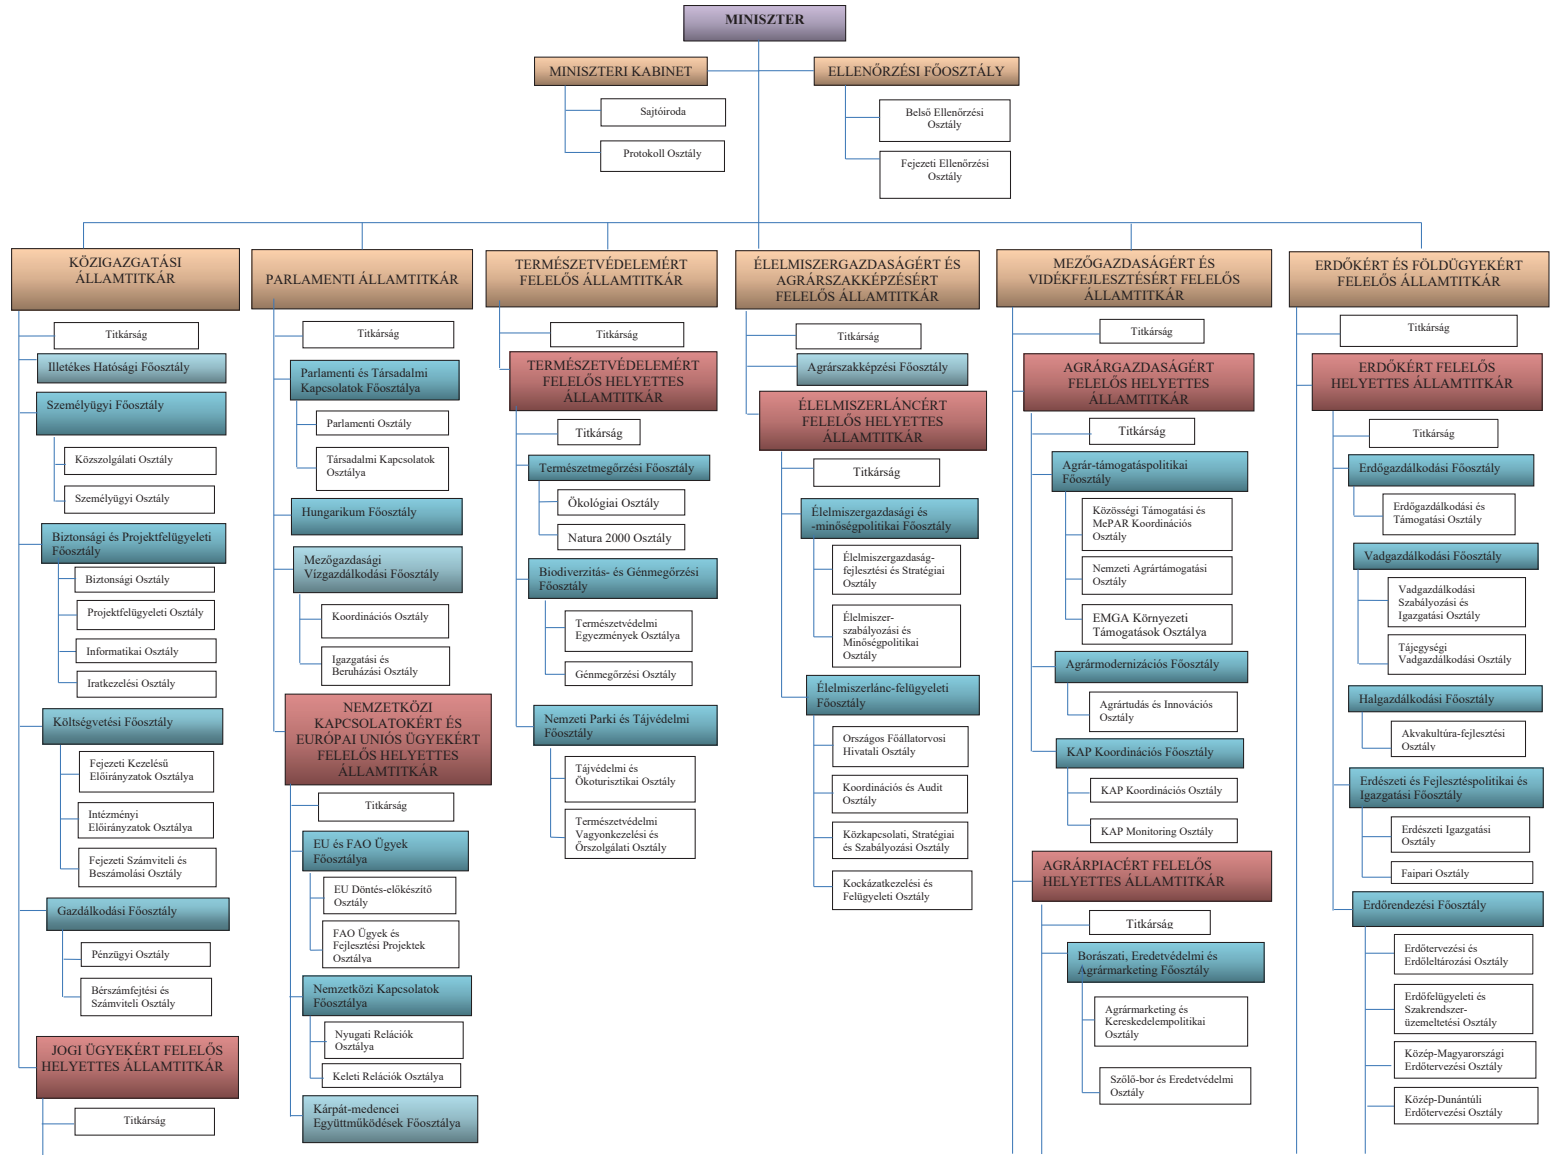 MINISZTER
MINISZTERI KABINET
Sajtóiroda
Protokoll Osztály
ELLENŐRZÉSI FŐOSZTÁLY
Belső Ellenőrzési
Osztály
Fejezeti Ellenőrzési
Osztály
KÖZIGAZGATÁSI
ÁLLAMTITKÁR
Titkárság
Illetékes Hatósági Főosztály
Személyügyi Főosztály
Közszolgálati Osztály
Személyügyi Osztály
Biztonsági és Projektfelügyeleti
Főosztály
Biztonsági Osztály
Projektfelügyeleti Osztály
Informatikai Osztály
Iratkezelési Osztály
Költségvetési Főosztály
Fejezeti Kezelésű
Előirányzatok Osztálya
Intézményi
Előirányzatok Osztálya
Fejezeti Számviteli és
Beszámolási Osztály
Gazdálkodási Főosztály
Pénzügyi Osztály
Bérszámfejtési és
Számviteli Osztály
JOGI ÜGYEKÉRT FELELŐS
HELYETTES ÁLLAMTITKÁR
Titkárság
PARLAMENTI ÁLLAMTITKÁR
Titkárság
Parlamenti és Társadalmi
Kapcsolatok Főosztálya
Parlamenti Osztály
Társadalmi Kapcsolatok
Osztálya
Hungarikum Főosztály
Mezőgazdasági
Vízgazdálkodási Főosztály
Koordinációs Osztály
Igazgatási és
Beruházási Osztály
NEMZETKÖZI
KAPCSOLATOKÉRT ÉS
EURÓPAI UNIÓS ÜGYEKÉRT
FELELŐS HELYETTES
ÁLLAMTITKÁR
Titkárság
EU és FAO Ügyek
Főosztálya
EU Döntés-előkészítő
Osztály
FAO Ügyek és
Fejlesztési Projektek
Osztálya
Nemzetközi Kapcsolatok
Főosztálya
Nyugati Relációk
Osztálya
Keleti Relációk Osztálya
Kárpát-medencei
Együttműködések Főosztálya
TERMÉSZETVÉDELEMÉRT
FELELŐS ÁLLAMTITKÁR
Titkárság
TERMÉSZETVÉDELEMÉRT
FELELŐS HELYETTES
ÁLLAMTITKÁR
Titkárság
Természetmegőrzési Főosztály
Ökológiai Osztály
Natura 2000 Osztály
Biodiverzitás- és Génmegőrzési
Főosztály
Természetvédelmi
Egyezmények Osztálya
Génmegőrzési Osztály
Nemzeti Parki és Tájvédelmi
Főosztály
Tájvédelmi és
Ökoturisztikai Osztály
Természetvédelmi
Vagyonkezelési és
Őrszolgálati Osztály
ÉLELMISZERGAZDASÁGÉRT ÉS
AGRÁRSZAKKÉPZÉSÉRT
FELELŐS ÁLLAMTITKÁR
Titkárság
Agrárszakképzési Főosztály
ÉLELMISZERLÁNCÉRT
FELELŐS HELYETTES
ÁLLAMTITKÁR
Titkárság
Élelmiszergazdasági és
-minőségpolitikai Főosztály
Élelmiszergazdaság-
fejlesztési és Stratégiai
Osztály
Élelmiszer-
szabályozási és
Minőségpolitikai
Osztály
Élelmiszerlánc-felügyeleti
Főosztály
Országos Főállatorvosi
Hivatali Osztály
Koordinációs és Audit
Osztály
Közkapcsolati, Stratégiai
és Szabályozási Osztály
Kockázatkezelési és
Felügyeleti Osztály
MEZŐGAZDASÁGÉRT ÉS
VIDÉKFEJLESZTÉSÉRT FELELŐS
ÁLLAMTITKÁR
Titkárság
AGRÁRGAZDASÁGÉRT
FELELŐS HELYETTES
ÁLLAMTITKÁR
Titkárság
Agrár-támogatáspolitikai
Főosztály
Közösségi Támogatási és
MePAR Koordinációs
Osztály
Nemzeti Agrártámogatási
Osztály
EMGA Környezeti
Támogatások Osztálya
Agrármodernizációs Főosztály
Agrártudás és Innovációs
Osztály
KAP Koordinációs Főosztály
KAP Koordinációs Osztály
KAP Monitoring Osztály
AGRÁRPIACÉRT FELELŐS
HELYETTES ÁLLAMTITKÁR
Titkárság
Borászati, Eredetvédelmi és
Agrármarketing Főosztály
Agrármarketing és
Kereskedelempolitikai
Osztály
Szőlő-bor és Eredetvédelmi
Osztály
ERDŐKÉRT ÉS FÖLDÜGYEKÉRT
FELELŐS ÁLLAMTITKÁR
Titkárság
ERDŐKÉRT FELELŐS
HELYETTES ÁLLAMTITKÁR
Titkárság
Erdőgazdálkodási Főosztály
Erdőgazdálkodási és
Támogatási Osztály
Vadgazdálkodási Főosztály
Vadgazdálkodási
Szabályozási és
Igazgatási Osztály
Tájegységi
Vadgazdálkodási Osztály
Halgazdálkodási Főosztály
Akvakultúra-fejlesztési
Osztály
Erdészeti és Fejlesztéspolitikai és
Igazgatási Főosztály
Erdészeti Igazgatási
Osztály
Faipari Osztály
Erdőrendezési Főosztály
Erdőtervezési és
Erdőleltározási Osztály
Erdőfelügyeleti és
Szakrendszer-
üzemeltetési Osztály
Közép-Magyarországi
Erdőtervezési Osztály
Közép-Dunántúli
Erdőtervezési Osztály